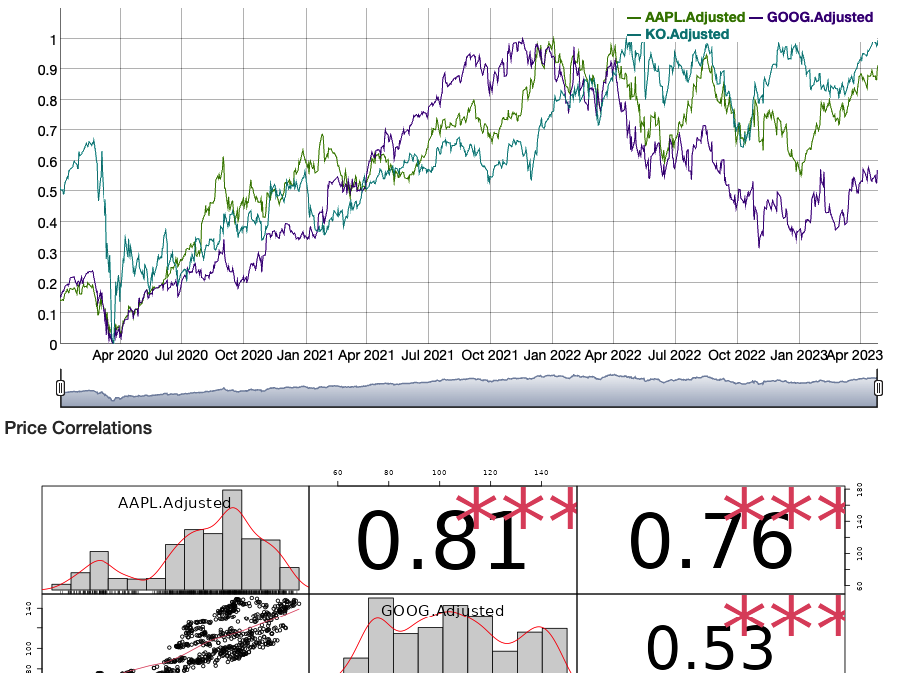 AAPL.Adjusted GOOG.Adjusted
KO.Adjusted
1
0.9
0.8
0.7
0.6
0.5
0.4
0.3
0.2
0.1
0
Apr 2020 Jul 2020 Oct 2020 Jan 2021 Apr 2021 Jul 2021 Oct 2021 Jan 2022 Apr 2022 Jul 2022 Oct 2022 Jan 2023 Apr 2023
Price Correlations
60 80 100 120 140
AAPL.Adjusted
0.81 ***
0.76 ***
60 100 140 180
80 100 140
GOOG.Adjusted
0.53 ***